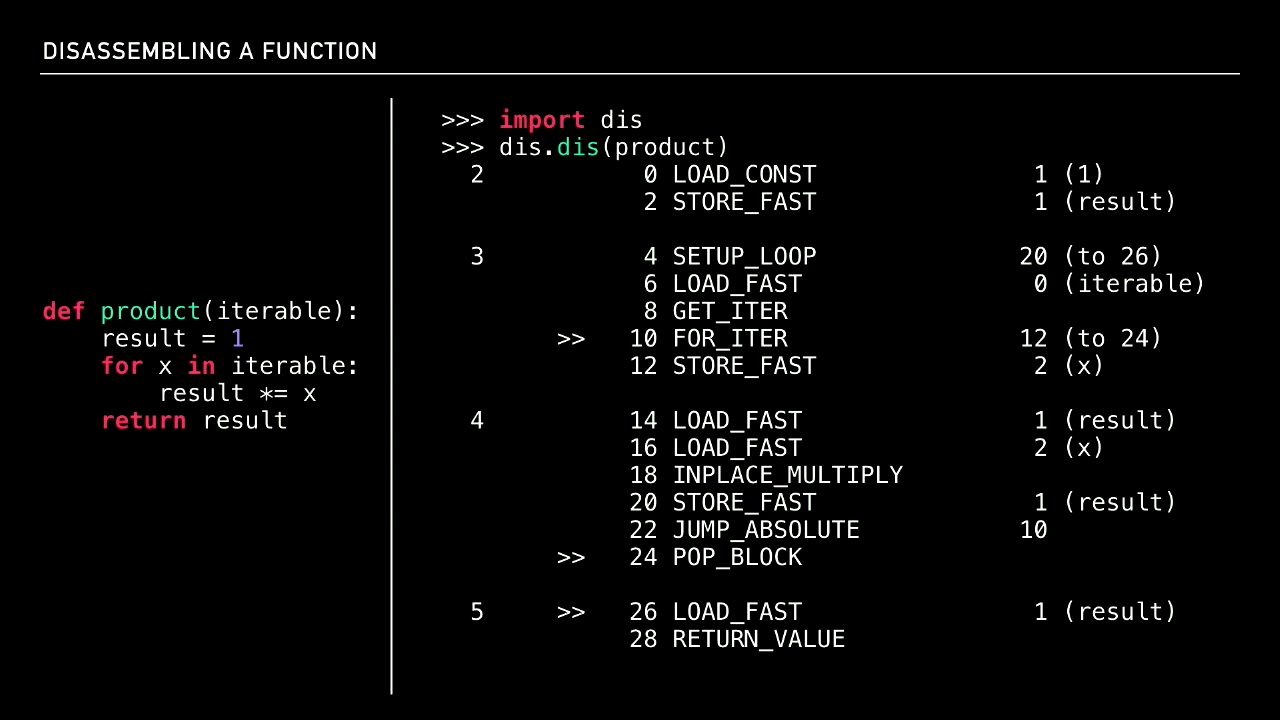 DISASSEMBLING A FUNCTION
def product(iterable):
    result = 1
    for x in iterable:
        result *= x
    return result
>>> import dis
>>> dis.dis(product)
  2           0 LOAD_CONST               1 (1)
              2 STORE_FAST               1 (result)

  3           4 SETUP_LOOP              20 (to 26)
              6 LOAD_FAST                0 (iterable)
              8 GET_ITER
        >>   10 FOR_ITER                12 (to 24)
             12 STORE_FAST               2 (x)

  4          14 LOAD_FAST                1 (result)
             16 LOAD_FAST                2 (x)
             18 INPLACE_MULTIPLY
             20 STORE_FAST               1 (result)
             22 JUMP_ABSOLUTE           10
        >>   24 POP_BLOCK

  5     >>   26 LOAD_FAST                1 (result)
             28 RETURN_VALUE